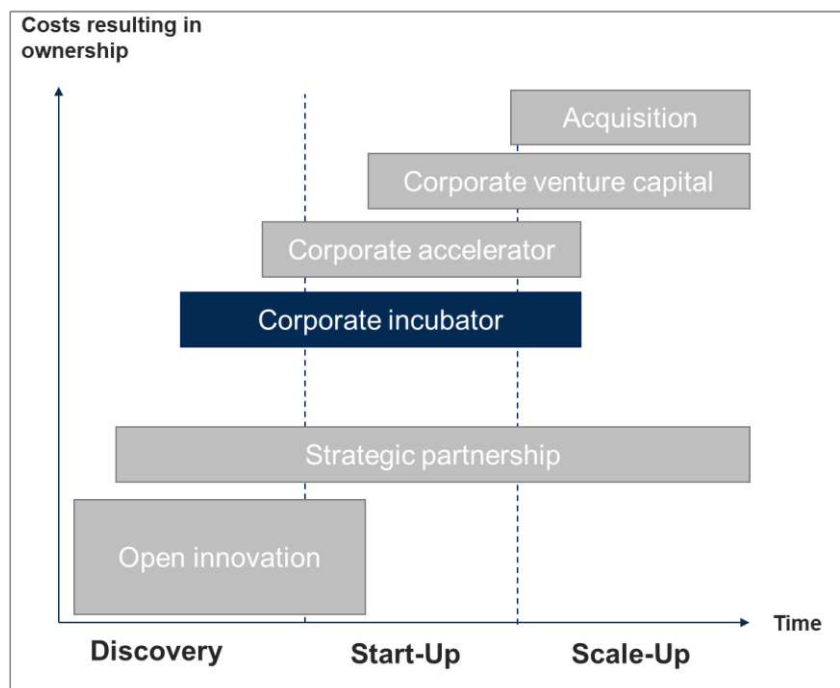 Costs resulting in
ownership
Acquisition
Corporate venture capital
Corporate accelerator
Corporate incubator
Strategic partnership
Open innovation
Time
Discovery
Start-Up
Scale-Up